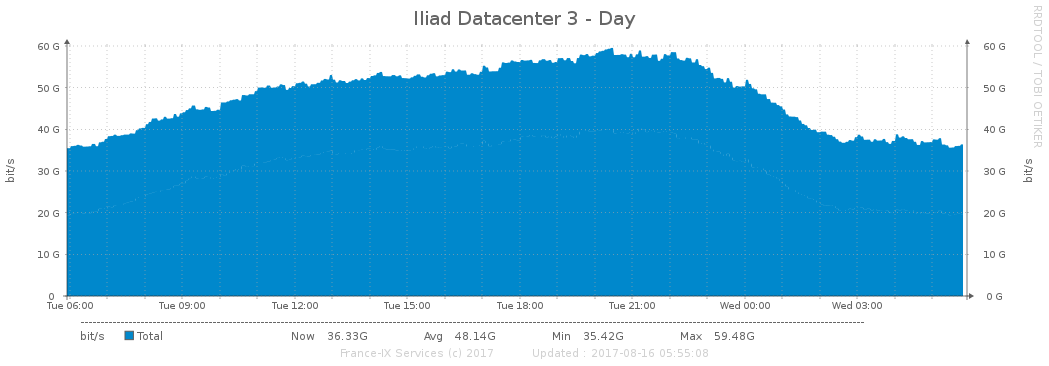 Iliad Datacenter 3 - Day
RRDTOOL / TOBI OETIKER
60 G 60 G
50 G 50 G
40 G 40 G
30 G 30 G
20 G 20 G
10 G 10 G
0 0 G
bit/s bit/s
Tue 06:00 Tue 09:00 Tue 12:00 Tue 15:00 Tue 18:00 Tue 21:00 Wed 00:00 Wed 03:00
bit/s Total Now 36.33G Avg 48.14G Min 35.42G Max 59.48G
France-IX Services (c) 2017 Updated : 2017-08-16 05:55:08